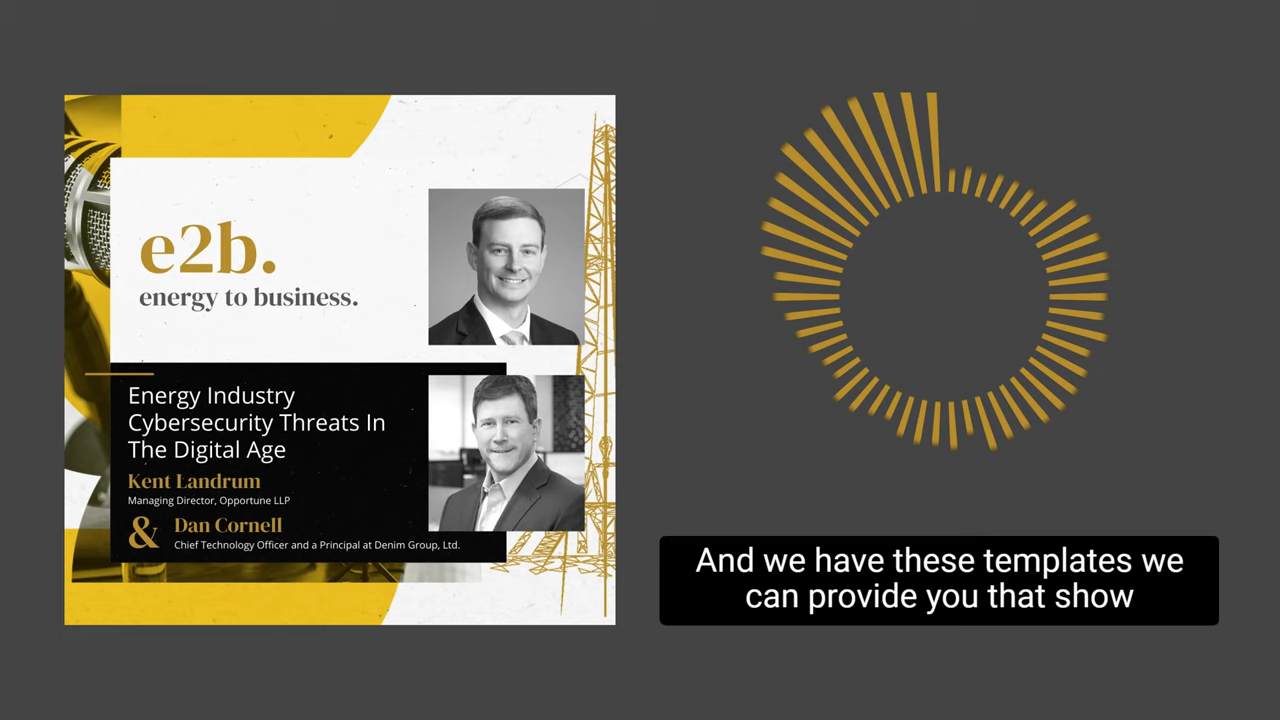 e2b.
energy to business.
Energy Industry
Cybersecurity Threats In
The Digital Age
Kent Landrum
Managing Director, Opportune LLP
& Dan Cornell
Chief Technology Officer and a Principal at Denim Group, Ltd.
And we have these templates we
can provide you that show